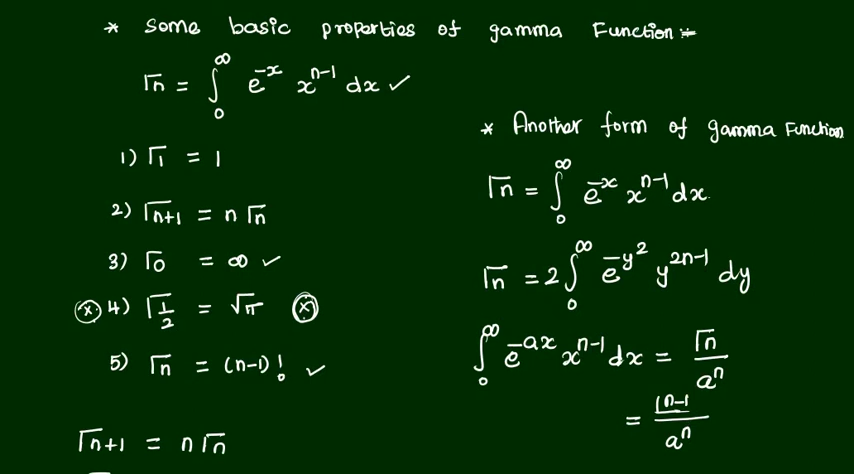 * Some basic properties of gamma Function :-
Γn = ∫₀^∞ e^-x x^n-1 dx ✓
1) Γ1 = 1
2) Γn+1 = n Γn
3) Γ0 = ∞ ✓
(x) 4) Γ1/2 = √π (x)
5) Γn = (n-1)! ✓
Γn+1 = n Γn
* Another form of gamma Function
Γn = ∫₀^∞ e^-x x^n-1 dx.
Γn = 2 ∫₀^∞ e^-y² y^2n-1 dy
∫₀^∞ e^-ax x^n-1 dx = Γn / a^n
= |n-1 / a^n